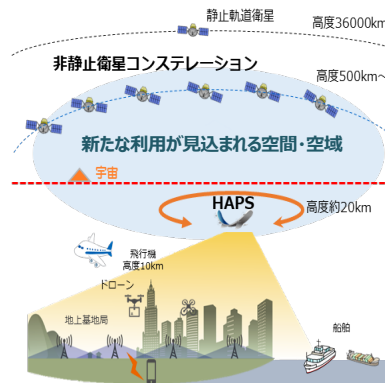 静止軌道衛星
高度36000km
非静止衛星コンステレーション
高度500km～
新たな利用が見込まれる空間・空域
宇宙
HAPS
高度約20km
飛行機
高度10km
ドローン
地上基地局
船舶